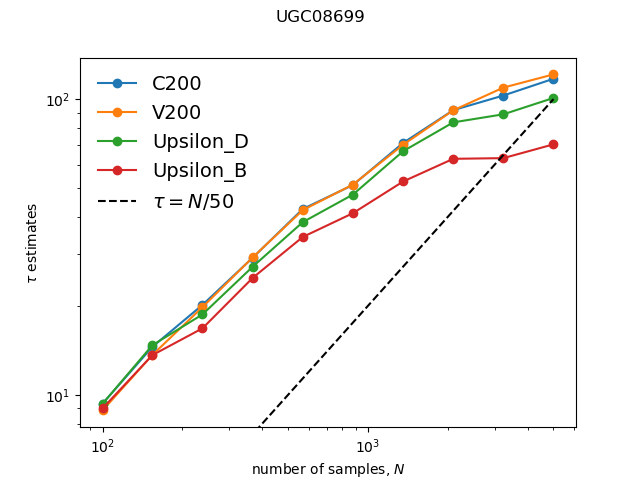 UGC08699
C200
V200
Upsilon_D
Upsilon_B
τ = N/50
τ estimates
10²
10¹
10²
10³
number of samples, N